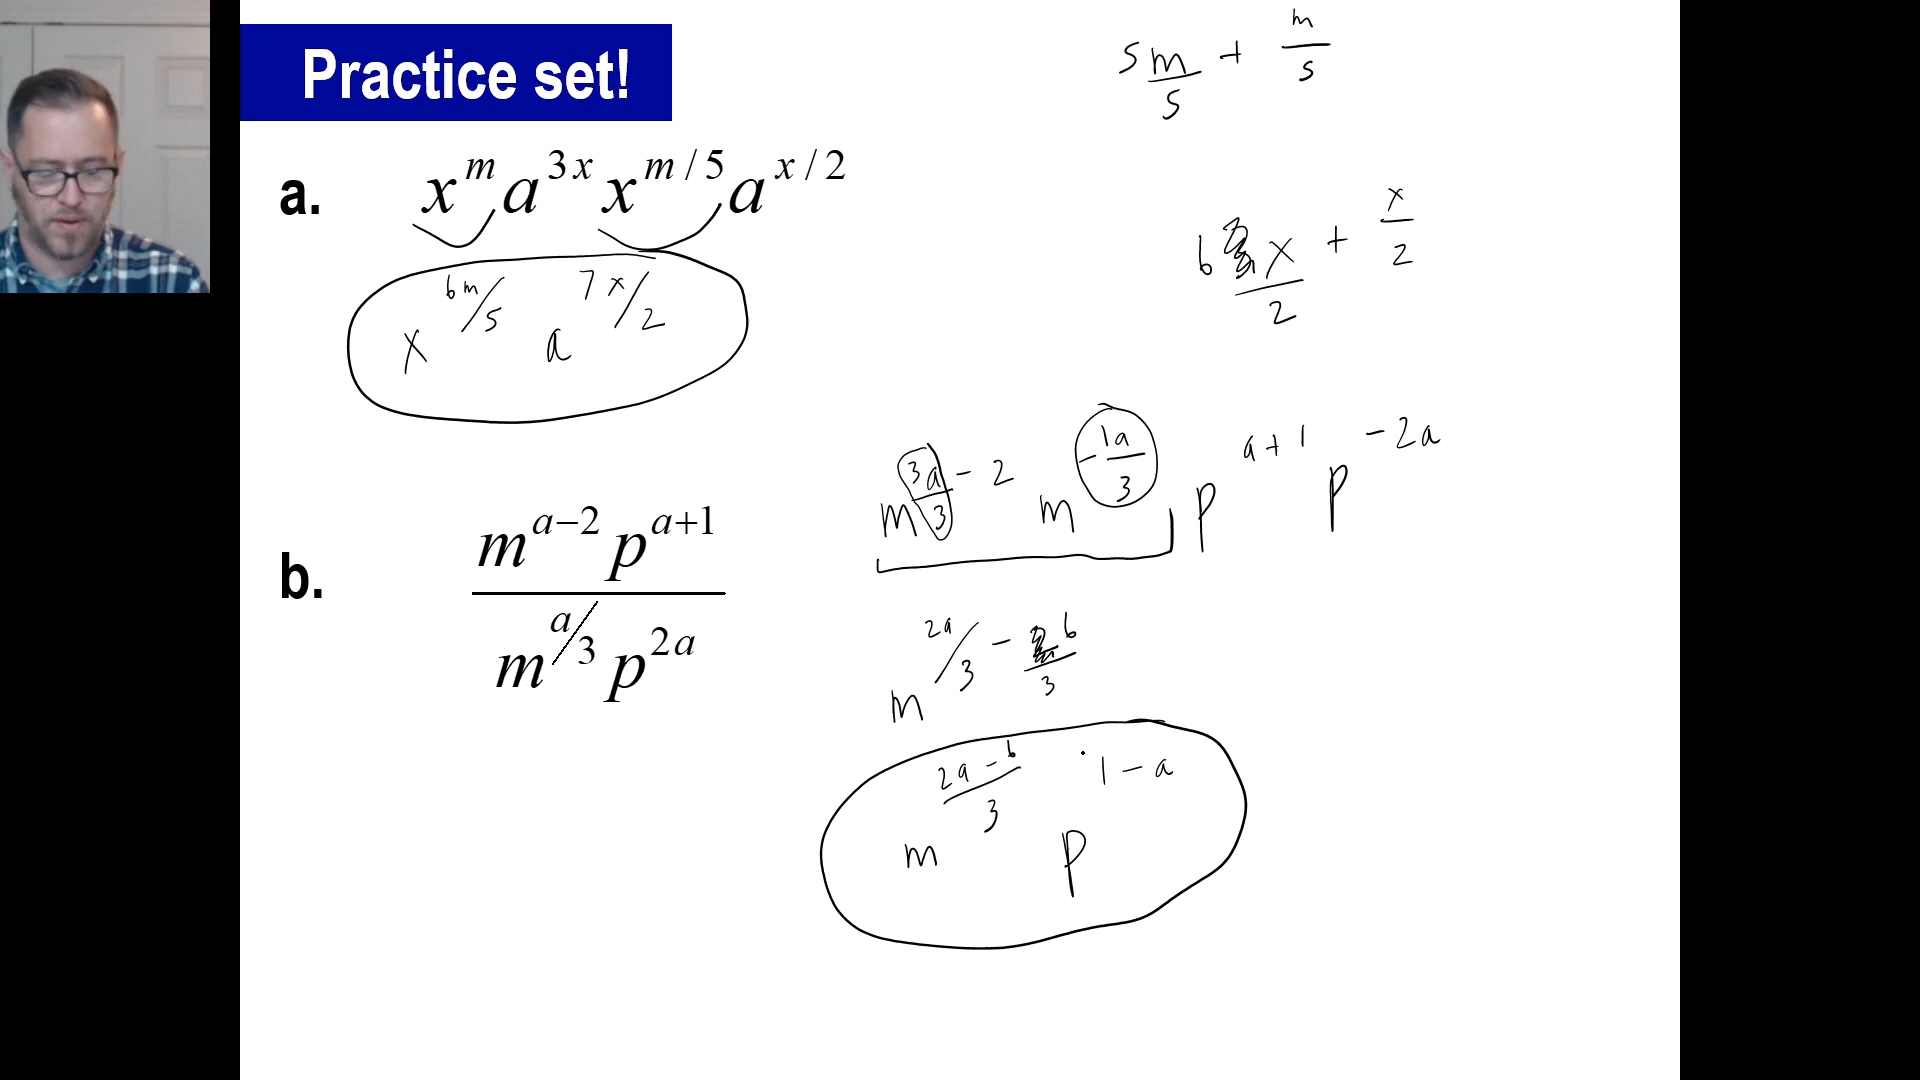 Practice set!
5m/5 + m/5
a. x^m a^{3x} x^{m/5} a^{x/2}
6x/2 + x/2
x^{6m/5} a^{7x/2}
m^{3a/3 - 2} m^{-1a/3} p^{a+1} p^{-2a}
b. m^{a-2} p^{a+1}
m^{a/3} p^{2a}
m^{2a/3 - 6/3}
m^{(2a-6)/3} p^{1-a}